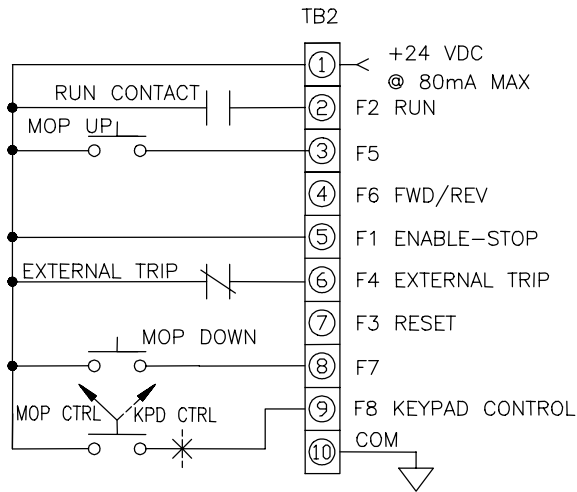 TB2
1
+24 VDC
@ 80mA MAX
RUN CONTACT
2
F2 RUN
MOP UP
3
F5
4
F6 FWD/REV
5
F1 ENABLE-STOP
EXTERNAL TRIP
6
F4 EXTERNAL TRIP
7
F3 RESET
MOP DOWN
8
F7
MOP CTRL
KPD CTRL
9
F8 KEYPAD CONTROL
10
COM